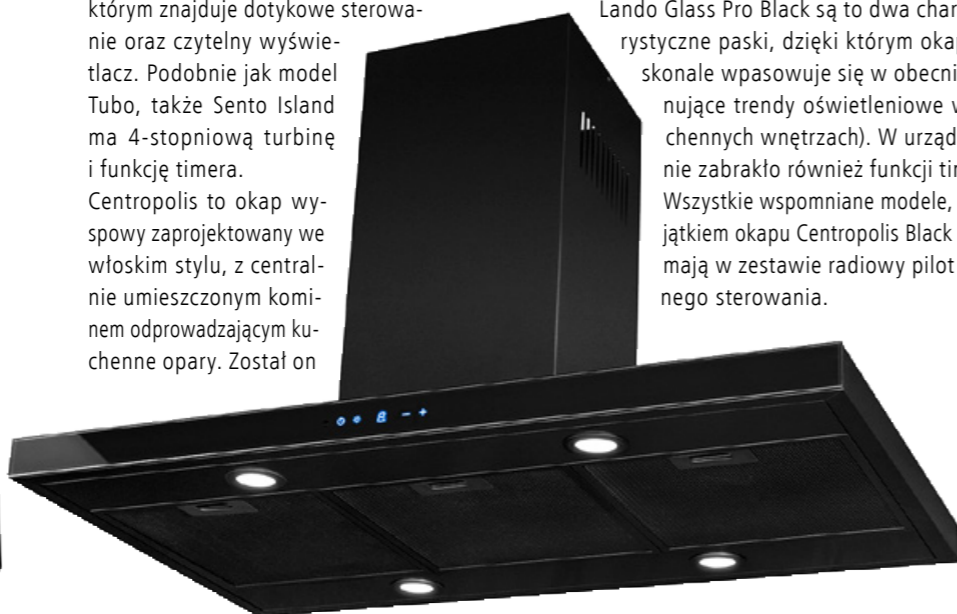 którym znajduje dotykowe sterowa-
nie oraz czytelny wyświe-
tlacz. Podobnie jak model
Tubo, także Sento Island
ma 4-stopniową turbinę
i funkcję timera.
Centropolis to okap wy-
spowy zaprojektowany we
włoskim stylu, z central-
nie umieszczonym komi-
nem odprowadzającym ku-
chenne opary. Został on
Lando Glass Pro Black są to dwa char
rystyczne paski, dzięki którym okap
skonale wpasowuje się w obecni
nujące trendy oświetleniowe w
chennych wnętrzach). W urząd
nie zabrakło również funkcji tim
Wszystkie wspomniane modele,
jątkiem okapu Centropolis Black
mają w zestawie radiowy pilot
nego sterowania.
8 - +